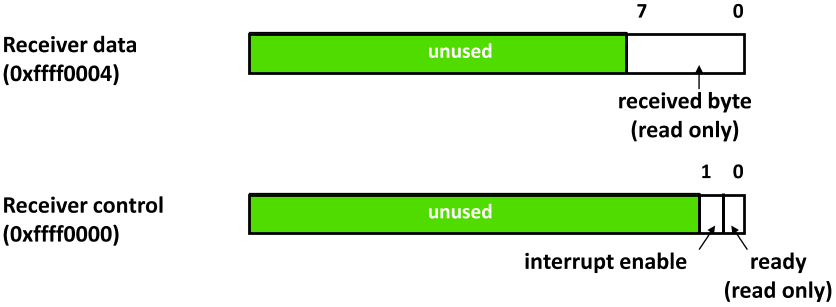 7 0
Receiver data
(0xffff0004)
unused
received byte
(read only)
1 0
Receiver control
(0xffff0000)
unused
interrupt enable
ready
(read only)